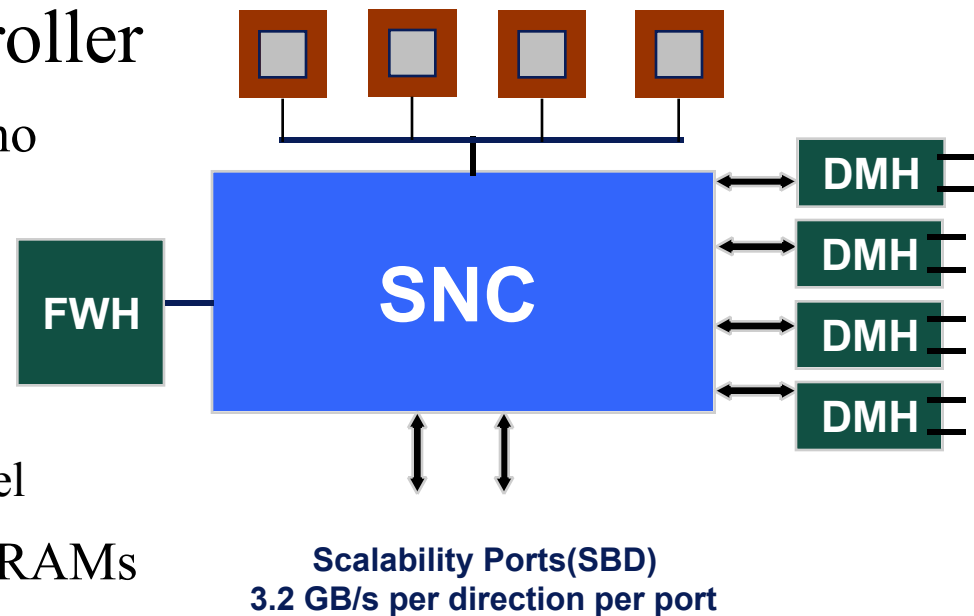 roller
no
el
RAMs
FWH
SNC
DMH
DMH
DMH
DMH
Scalability Ports(SBD)
3.2 GB/s per direction per port